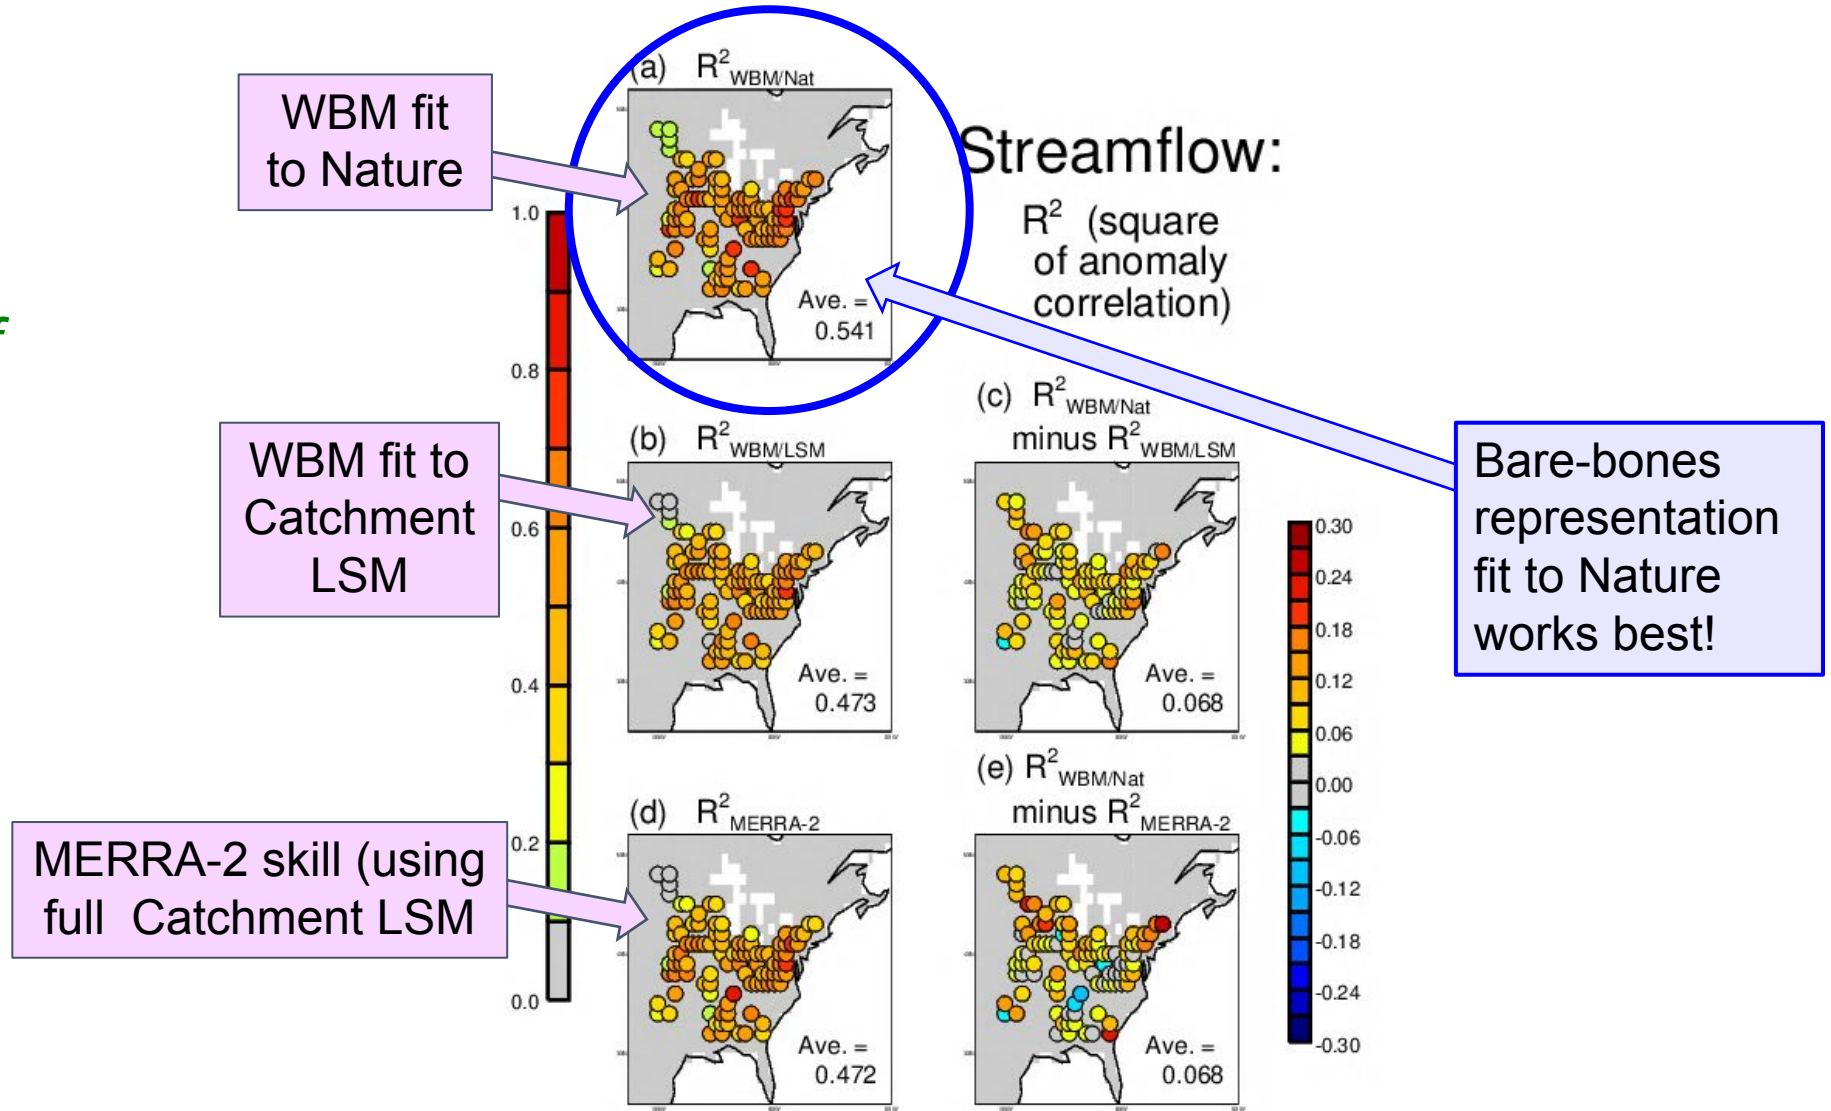 (a) R²WBM/Nat
WBM fit
to Nature
Streamflow:
R² (square
of anomaly
correlation)
Ave. =
0.541
f
1.0
0.8
0.6
0.4
0.2
0.0
(b) R²WBM/LSM
WBM fit to
Catchment
LSM
Ave. =
0.473
(c) R²WBM/Nat
minus R²WBM/LSM
Ave. =
0.068
Bare-bones
representation
fit to Nature
works best!
0.30
0.24
0.18
0.12
0.06
0.00
-0.06
-0.12
-0.18
-0.24
-0.30
(d) R²MERRA-2
MERRA-2 skill (using
full Catchment LSM
Ave. =
0.472
(e) R²WBM/Nat
minus R²MERRA-2
Ave. =
0.068